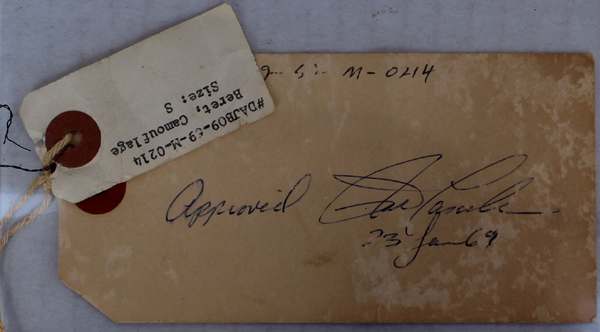 #DAJB09-69-M-0214
Beret, Camouflage
Size: S
M-0214
Approved
23 Jan 69